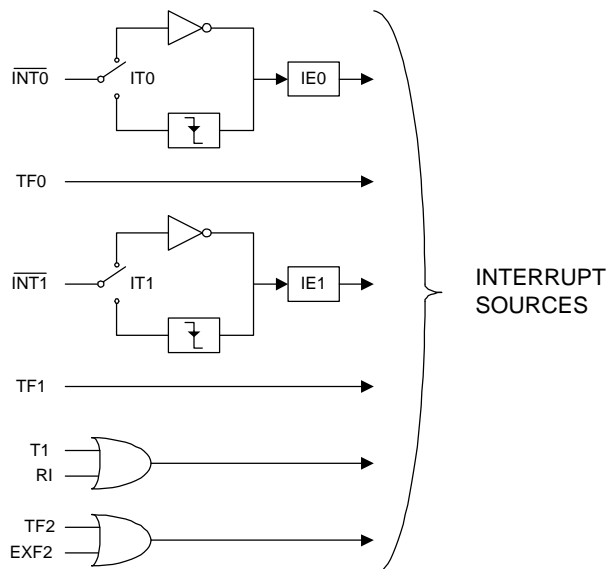 INT0
IT0
IE0
TF0
INT1
IT1
IE1
INTERRUPT
SOURCES
TF1
T1
RI
TF2
EXF2